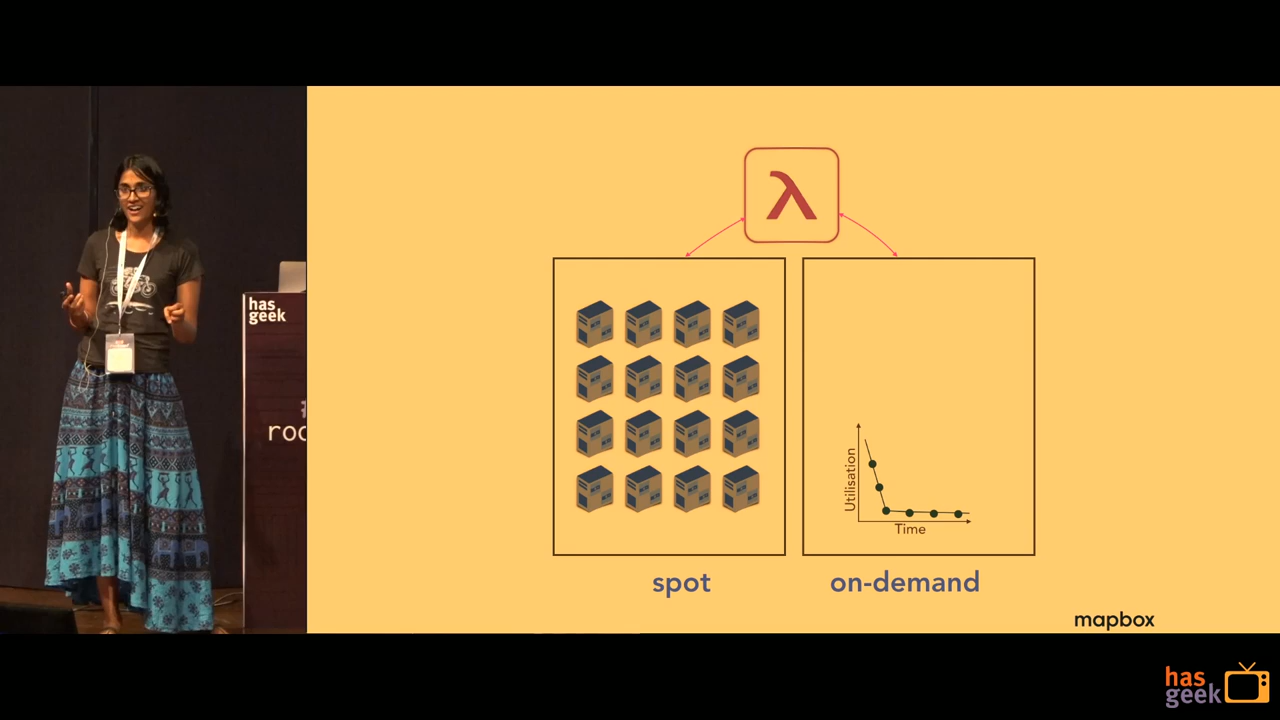 has
geek
λ
Utilisation
Time
spot
on-demand
mapbox
has
geek